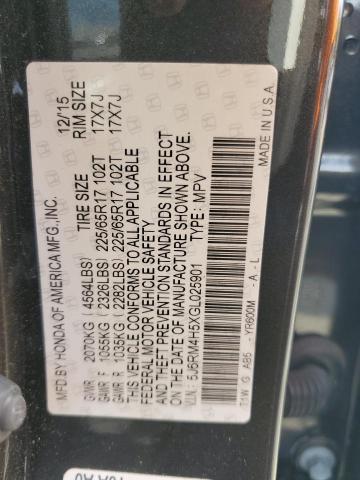 MFD.BY HONDA OF AMERICA MFG.,INC. 12/15
TIRE SIZE RIM SIZE
GVWR 2070KG (4564LBS)
GAWR F 1055KG (2326LBS) 225/65R17 102T 17X7J
GAWR R 1035KG (2282LBS) 225/65R17 102T 17X7J
THIS VEHICLE CONFORMS TO ALL APPLICABLE
FEDERAL MOTOR VEHICLE SAFETY
AND THEFT PREVENTION STANDARDS IN EFFECT
ON THE DATE OF MANUFACTURE SHOWN ABOVE.
V.I.N.: 5J6RM4H5XGL025901 TYPE: MPV
T1W G A85 YR600M - A - L
MADE IN U.S.A.